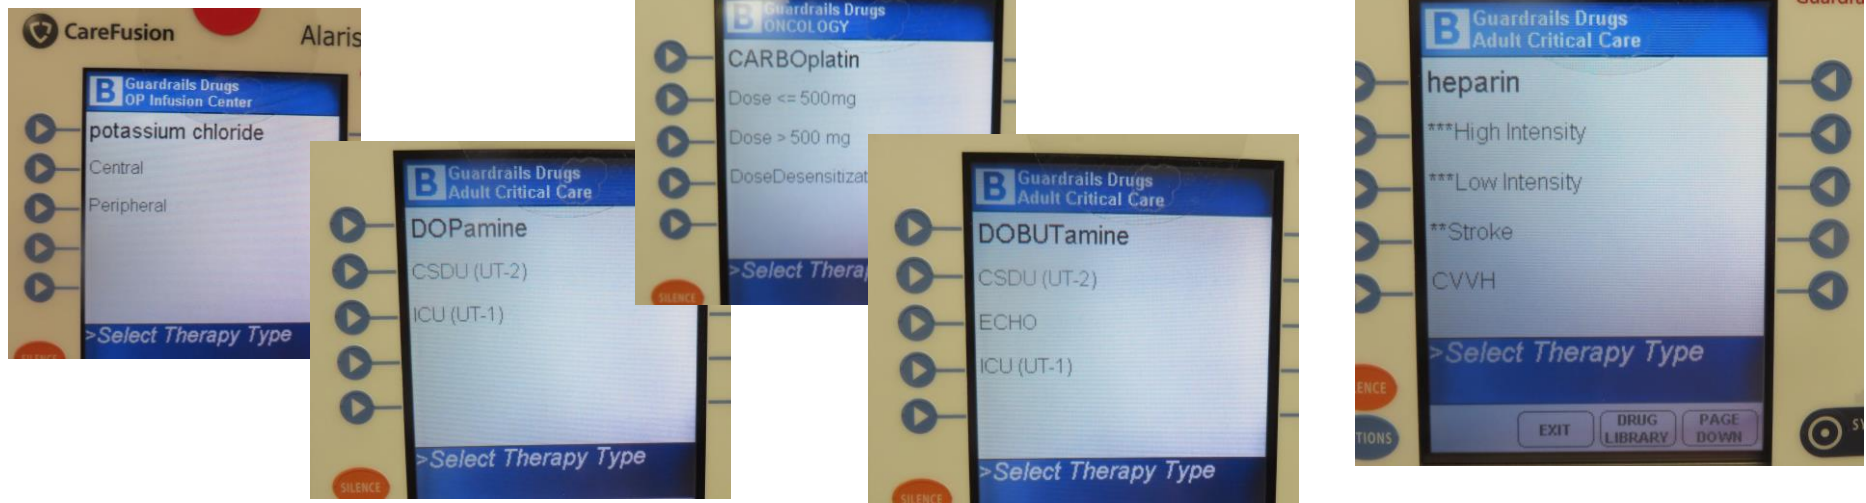 CareFusion
Alaris
B Guardrails Drugs
OP Infusion Center
potassium chloride
Central
Peripheral
>Select Therapy Type
B Guardrails Drugs
Adult Critical Care
DOPamine
CSDU (UT-2)
ICU (UT-1)
>Select Therapy Type
SILENCE
B Guardrails Drugs
ONCOLOGY
CARBOplatin
Dose <= 500mg
Dose > 500 mg
>Select
SILENCE
B Guardrails Drugs
Adult Critical Care
DOBUTamine
CSDU (UT-2)
ECHO
ICU (UT-1)
>Select Therapy Type
SILENCE
B Guardrails Drugs
Adult Critical Care
heparin
***High Intensity
***Low Intensity
**Stroke
CVVH
>Select Therapy Type
EXIT
DRUG LIBRARY
PAGE DOWN